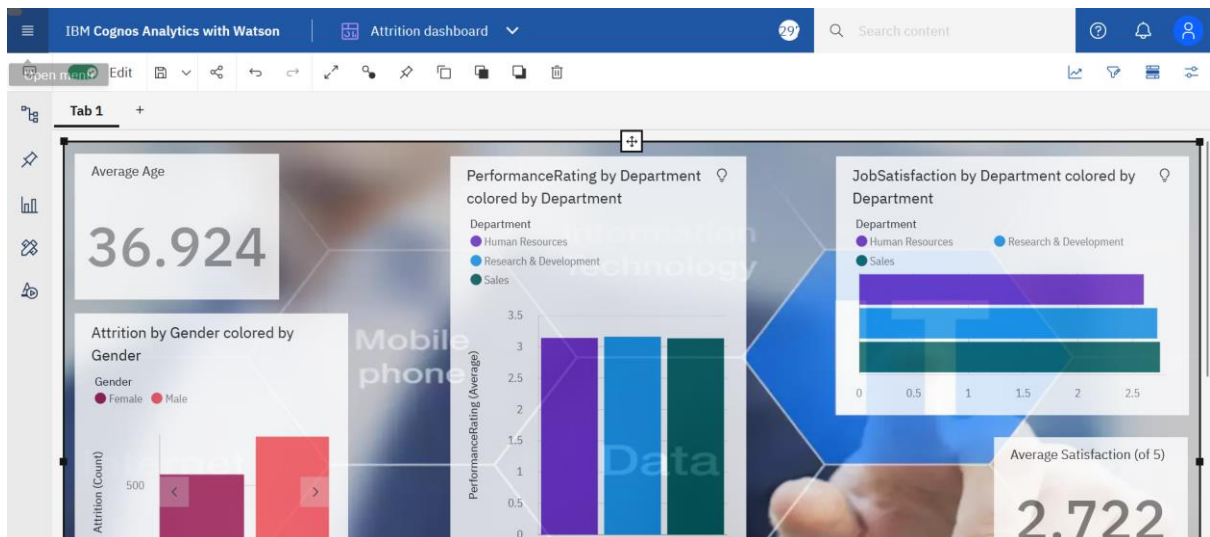 IBM Cognos Analytics with Watson
Attrition dashboard
Search content
Open menu
Edit
Tab 1
+
Average Age
36.924
Attrition by Gender colored by
Gender
Gender
Female
Male
Attrition (Count)
500
Mobile
phone
Information
Technology
Data
IT
PerformanceRating by Department
colored by Department
Department
Human Resources
Research & Development
Sales
PerformanceRating (Average)
3.5
3
2.5
2
1.5
1
0.5
0
JobSatisfaction by Department colored by
Department
Department
Human Resources
Research & Development
Sales
0
0.5
1
1.5
2
2.5
Average Satisfaction (of 5)
2.722